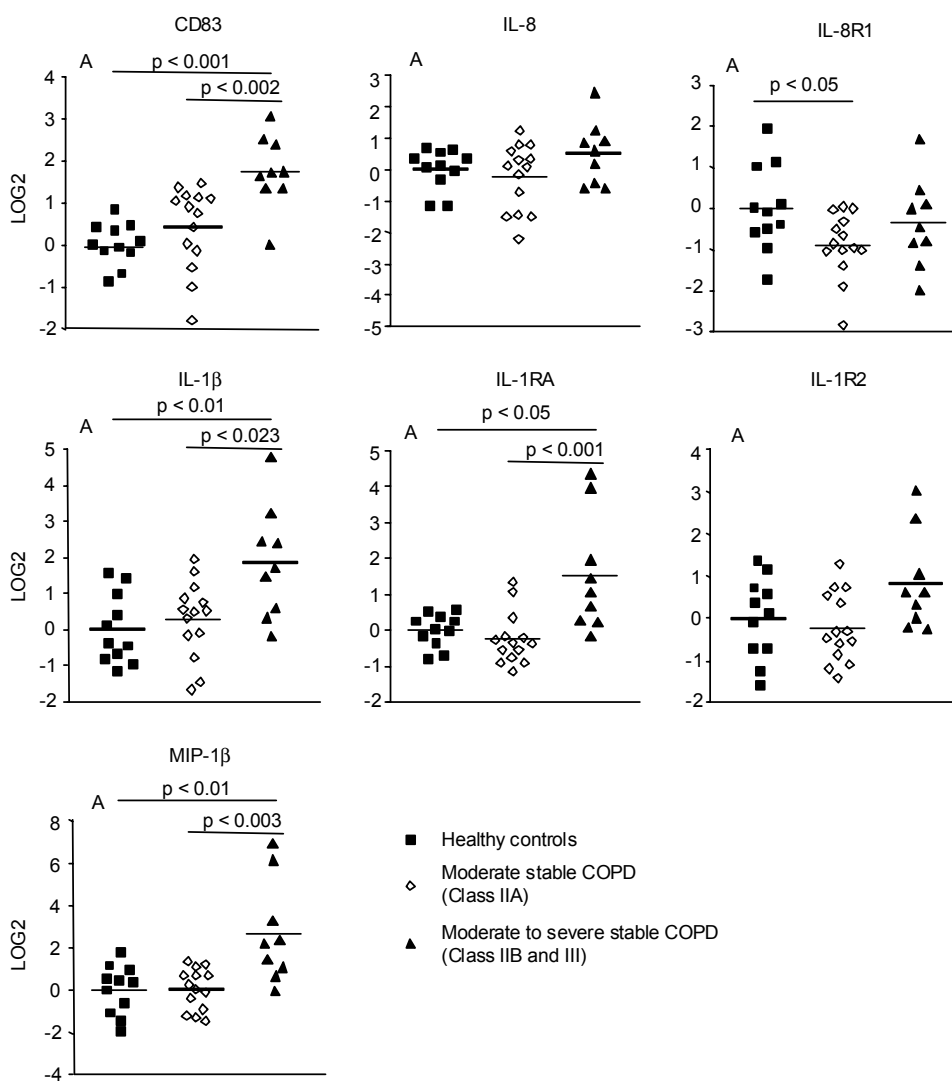 CD83
A
p < 0.001
p < 0.002
4
3
2
1
0
-1
-2
LOG2
IL-8
A
3
2
1
0
-1
-2
-3
-4
-5
IL-8R1
A
p < 0.05
3
2
1
0
-1
-2
-3
IL-1β
p < 0.01
A
p < 0.023
5
4
3
2
1
0
-1
-2
LOG2
IL-1RA
A
p < 0.05
p < 0.001
5
4
3
2
1
0
-1
-2
IL-1R2
A
4
3
2
1
0
-1
-2
MIP-1β
p < 0.01
A
p < 0.003
8
6
4
2
0
-2
-4
LOG2
Healthy controls
Moderate stable COPD
(Class IIA)
Moderate to severe stable COPD
(Class IIB and III)